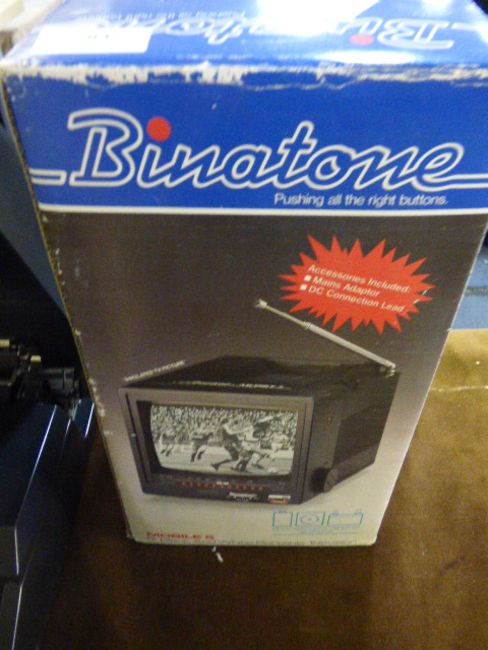 Binatone
Pushing all the right buttons.
Accessories Included:
Mains Adaptor
DC Connection Lead
MOBILE 5